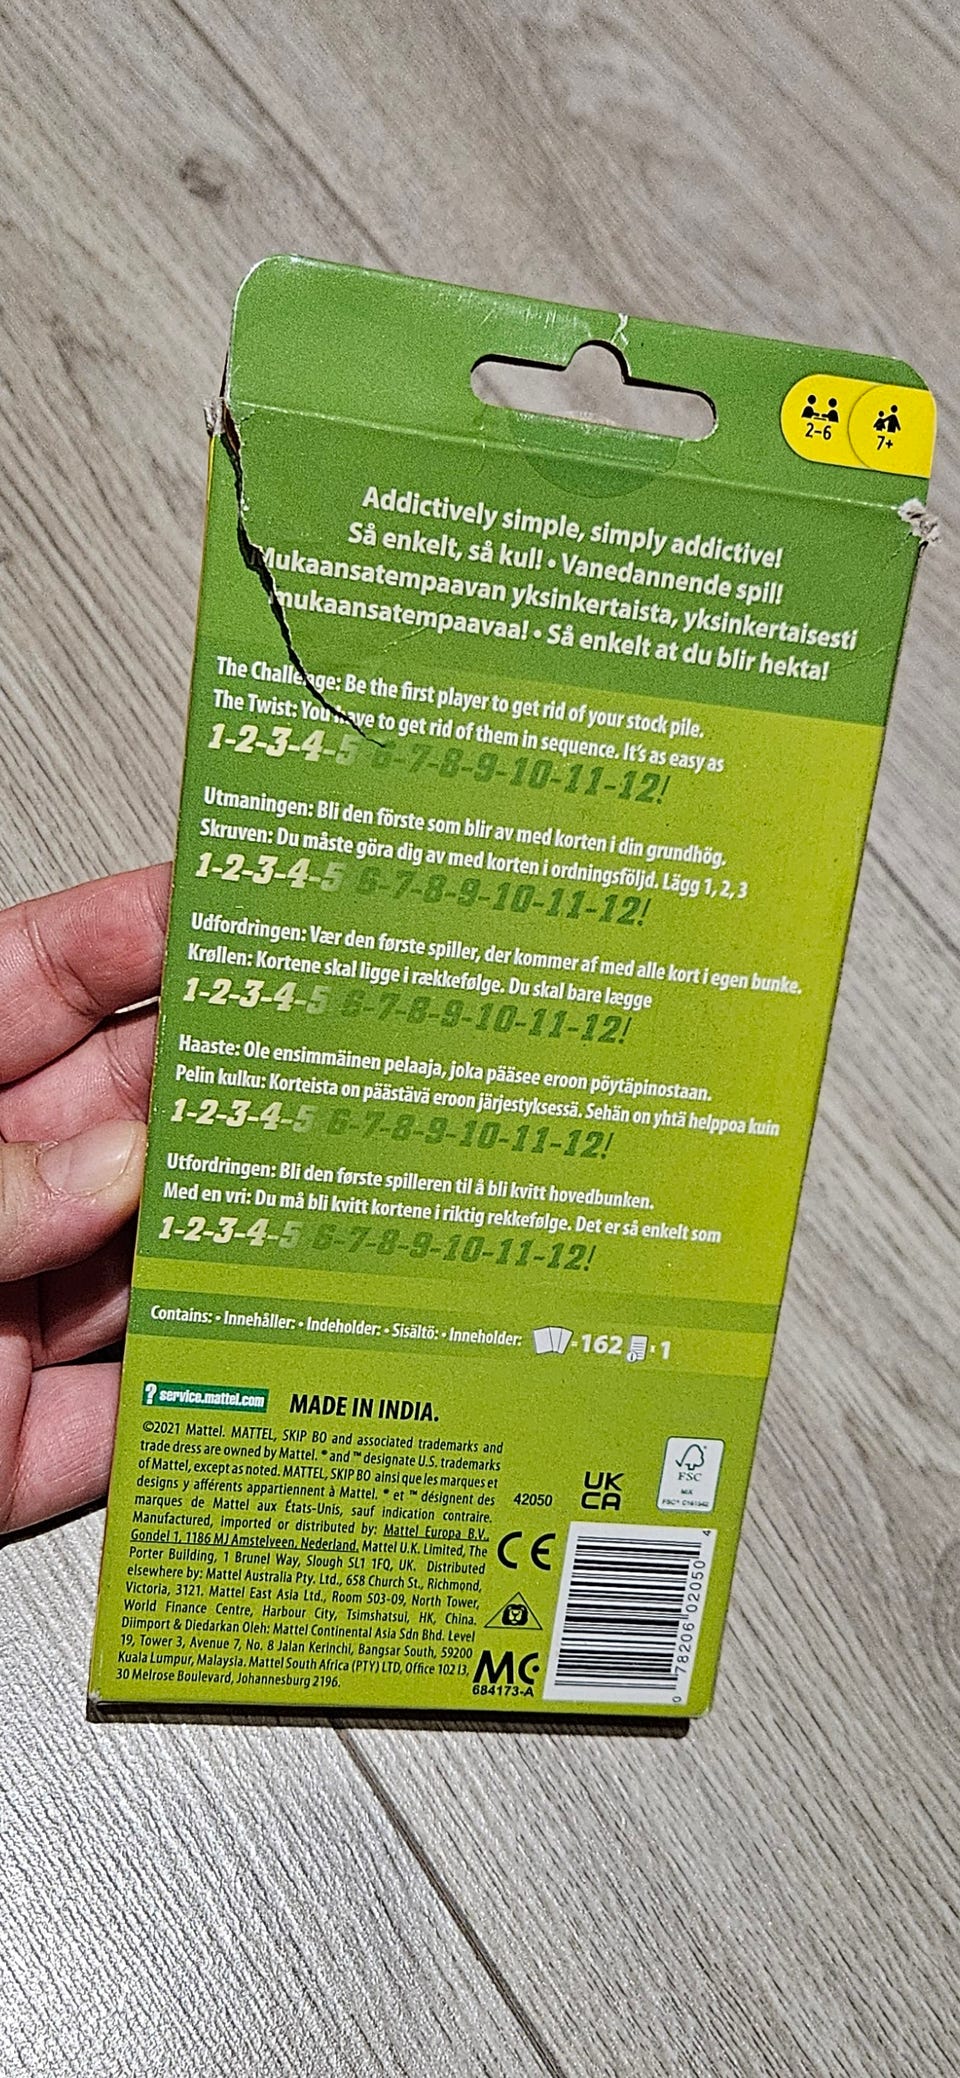 2-6
7+
Addictively simple, simply addictive!
Så enkelt, så kul! • Vanedannende spil!
Mukaansatempaavan yksinkertaista, yksinkertaisesti
mukaansatempaavaa! • Så enkelt at du blir hekta!
The Challenge: Be the first player to get rid of your stock pile.
The Twist: You have to get rid of them in sequence. It's as easy as
1-2-3-4-5 6-7-8-9-10-11-12!
Utmaningen: Bli den förste som blir av med korten i din grundhög.
Skruven: Du måste göra dig av med korten i ordningsföljd. Lägg 1, 2, 3
1-2-3-4-5 6-7-8-9-10-11-12!
Udfordringen: Vær den første spiller, der kommer af med alle kort i egen bunke.
Krøllen: Kortene skal ligge i rækkefølge. Du skal bare lægge
1-2-3-4-5 6-7-8-9-10-11-12!
Haaste: Ole ensimmäinen pelaaja, joka pääsee eroon pöytäpinostaan.
Pelin kulku: Korteista on päästävä eroon järjestyksessä. Sehän on yhtä helppoa kuin
1-2-3-4-5 6-7-8-9-10-11-12!
Utfordringen: Bli den første spilleren til å bli kvitt hovedbunken.
Med en vri: Du må bli kvitt kortene i riktig rekkefølge. Det er så enkelt som
1-2-3-4-5 6-7-8-9-10-11-12!
Contains: • Innehåller: • Indeholder: • Sisältö: • Inneholder: 162 x 1
? service.mattel.com MADE IN INDIA.
©2021 Mattel. MATTEL, SKIP BO and associated trademarks and
trade dress are owned by Mattel. ® and ™ designate U.S. trademarks
of Mattel, except as noted. MATTEL, SKIP BO ainsi que les marques et
designs y afférents appartiennent à Mattel. ® et ™ désignent des
marques de Mattel aux États-Unis, sauf indication contraire.
Manufactured, imported or distributed by: Mattel Europa B.V.,
Gondel 1, 1186 MJ Amstelveen, Nederland. Mattel U.K. Limited, The
Porter Building, 1 Brunel Way, Slough SL1 1FQ, UK. Distributed
elsewhere by: Mattel Australia Pty. Ltd., 658 Church St., Richmond,
Victoria, 3121. Mattel East Asia Ltd., Room 503-09, North Tower,
World Finance Centre, Harbour City, Tsimshatsui, HK, China.
Diimport & Diedarkan Oleh: Mattel Continental Asia Sdn Bhd. Level
19, Tower 3, Avenue 7, No. 8 Jalan Kerinchi, Bangsar South, 59200
Kuala Lumpur, Malaysia. Mattel South Africa (PTY) LTD, Office 102 I3,
30 Melrose Boulevard, Johannesburg 2196.
42050
UK
CA
FSC
MIX
CE
MC
684173-A
0 78206 02050 4